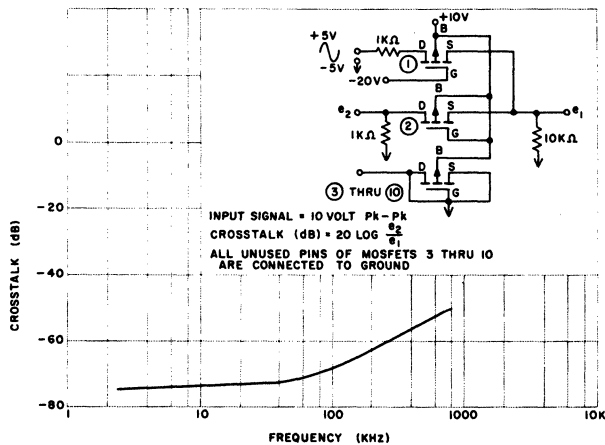 +10V
B
+5V
1KΩ
D
S
-5V
①
G
-20V
B
e2
D
S
e1
1KΩ
②
G
10KΩ
B
D
S
③ THRU ⑩
G
INPUT SIGNAL = 10 VOLT Pk-Pk
CROSSTALK (dB) = 20 LOG e2/e1
ALL UNUSED PINS OF MOSFETS 3 THRU 10
ARE CONNECTED TO GROUND
CROSSTALK (dB)
0
-20
-40
-60
-80
1
10
100
1000
10K
FREQUENCY (KHz)